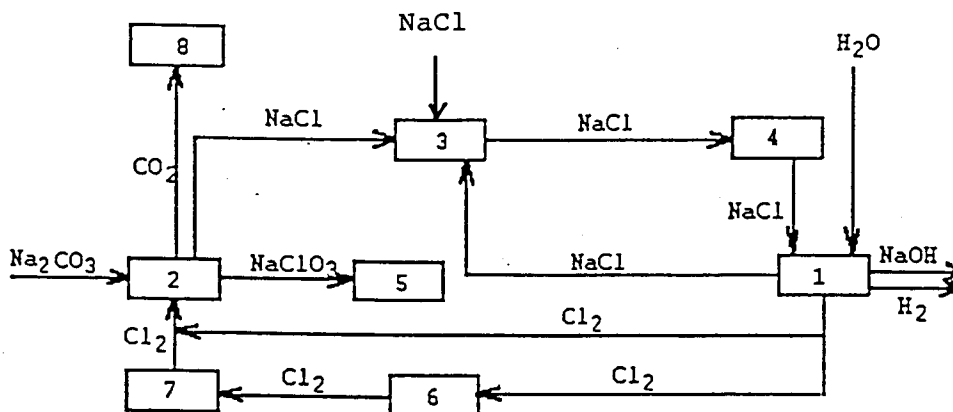 NaCl
8
H₂O
NaCl
3
NaCl
4
CO₂
NaCl
Na₂CO₃
2
NaClO₃
5
NaCl
1
NaOH
H₂
Cl₂
Cl₂
7
Cl₂
6
Cl₂